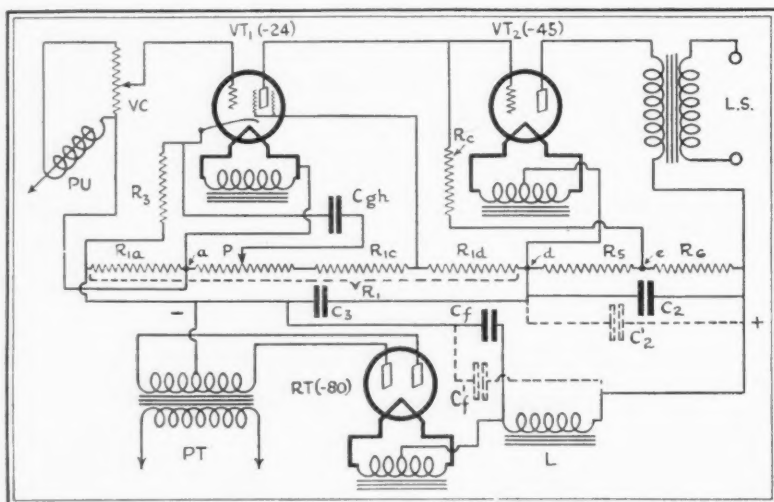 VT1 (-24)
VT2 (-45)
VC
PU
R3
Cgh
Rc
L.S.
R1a
a
P
R1c
R1d
d
R5
e
R6
R1
C3
Cf
C2
C'2
-
+
C'f
RT (-80)
PT
L